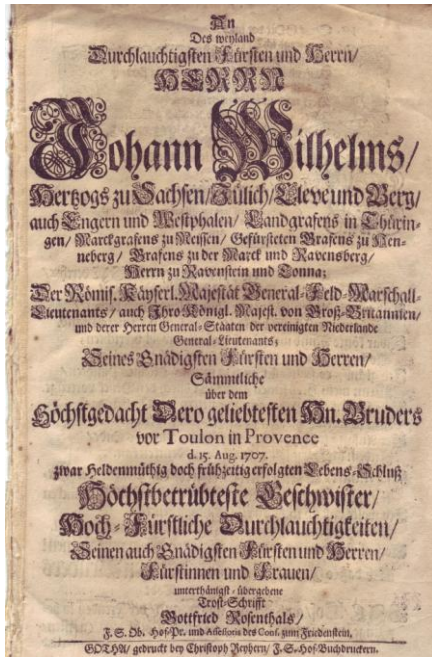 An
Des weyland
Durchlauchtigsten Fürsten und Herrn/
HERRN
Johann Wilhelms/
Hertzogs zu Sachsen/Jülich/Cleve und Berg/
auch Engern und Westphalen/ Landgrafens in Thürin-
gen/ Marckgrafens zu Meissen/ Gefürsteten Grafens zu Hen-
neberg/ Grafens zu der Marck und Ravensberg/
Herrn zu Ravenstein und Tonna;
Der Römis. Käyserl. Majestät General-Feld-Marschall-
Lieutenants/ auch Ihro Königl. Majest. von Groß-Britannien/
und derer Herren General-Staaten der vereinigten Niederlande
General-Lieutenants;
Seines Gnädigsten Fürsten und Herren/
Sämmtliche
über dem
Höchstgedacht Dero geliebtesten Hn. Bruders
vor Toulon in Provence
d. 15. Aug. 1707.
zwar Heldenmüthig doch frühzeitig erfolgten Lebens-Schluß
Höchstbetrübteste Geschwister/
Hoch-Fürstliche Durchlauchtigkeiten/
Seinen auch Gnädigsten Fürsten und Herren/
Fürstinnen und Frauen/
unterthänigst-übergebene
Trost-Schrifft
Gottfried Rosenthals/
F. S. Ob. Hof-Pr. und Assessoris des Cons. zum Friedenstein.
GOTHA/ gedruckt bey Christoph Reyhern/ F. S. Hof-Buchdruckern.